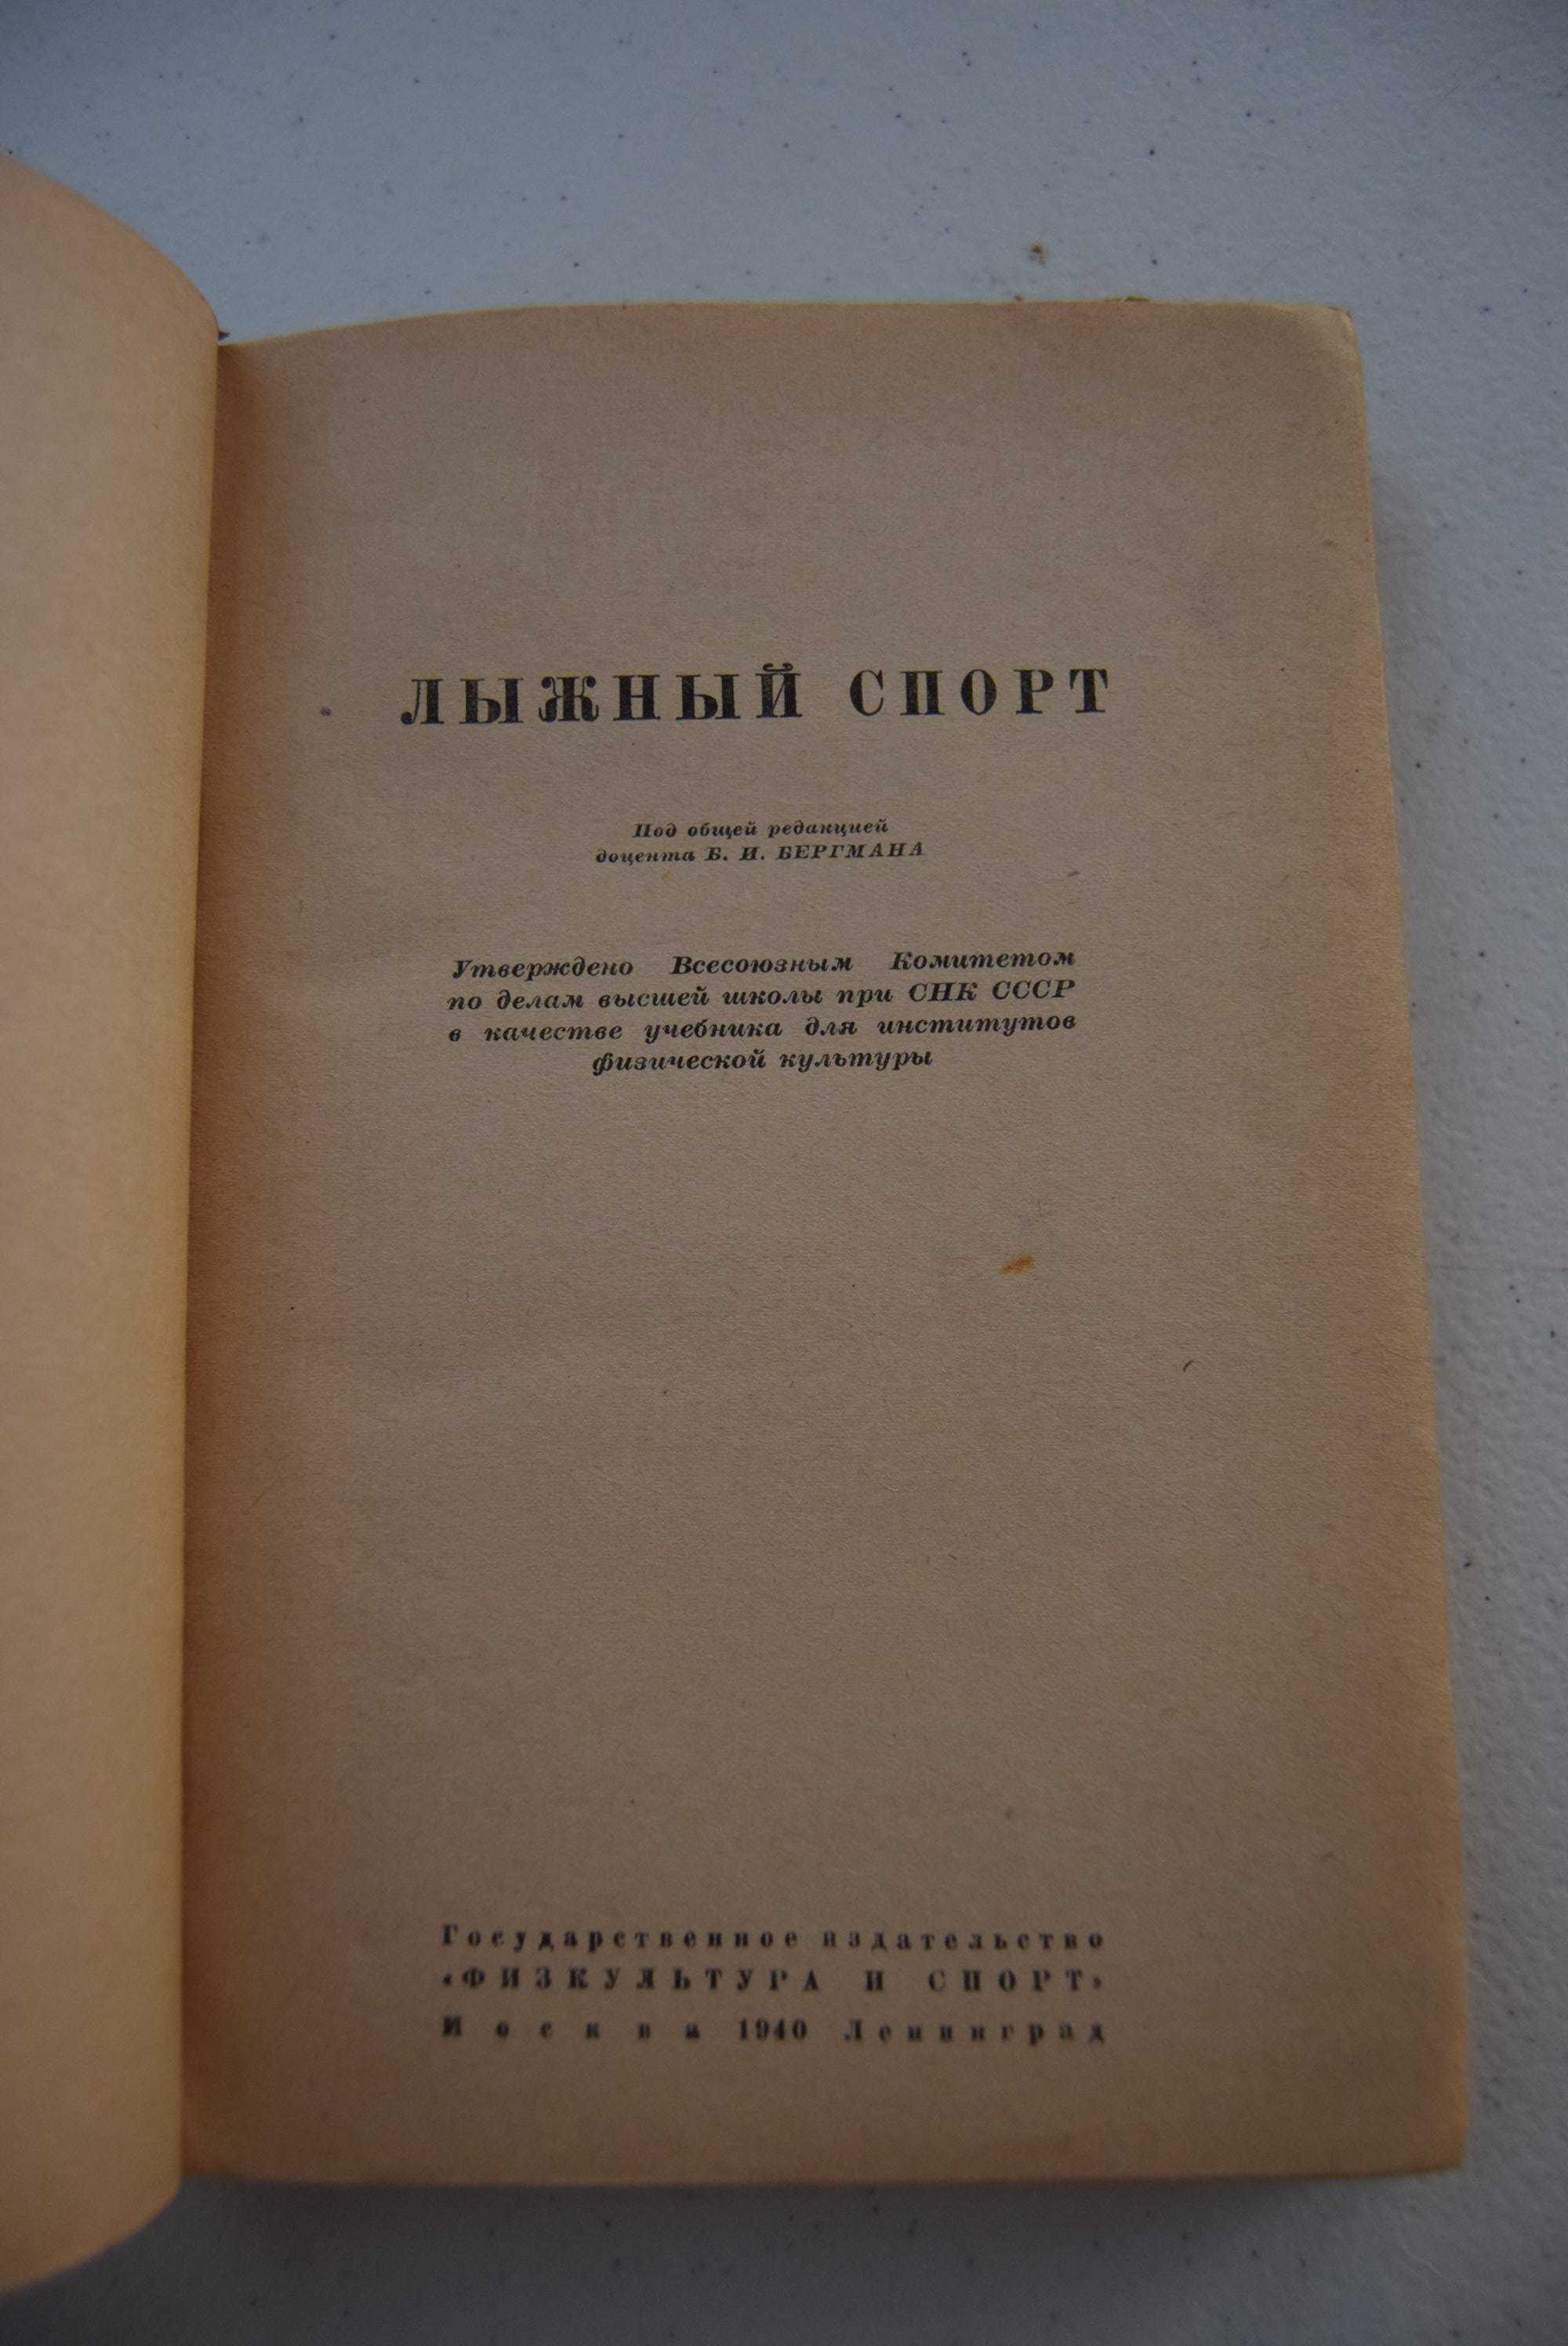 ЛЫЖНЫЙ СПОРТ
Под общей редакцией
доцента Б. И. БЕРГМАНА
Утверждено Всесоюзным Комитетом
по делам высшей школы при СНК СССР
в качестве учебника для институтов
физической культуры
Государственное издательство
«ФИЗКУЛЬТУРА И СПОРТ»
Москва 1940 Ленинград